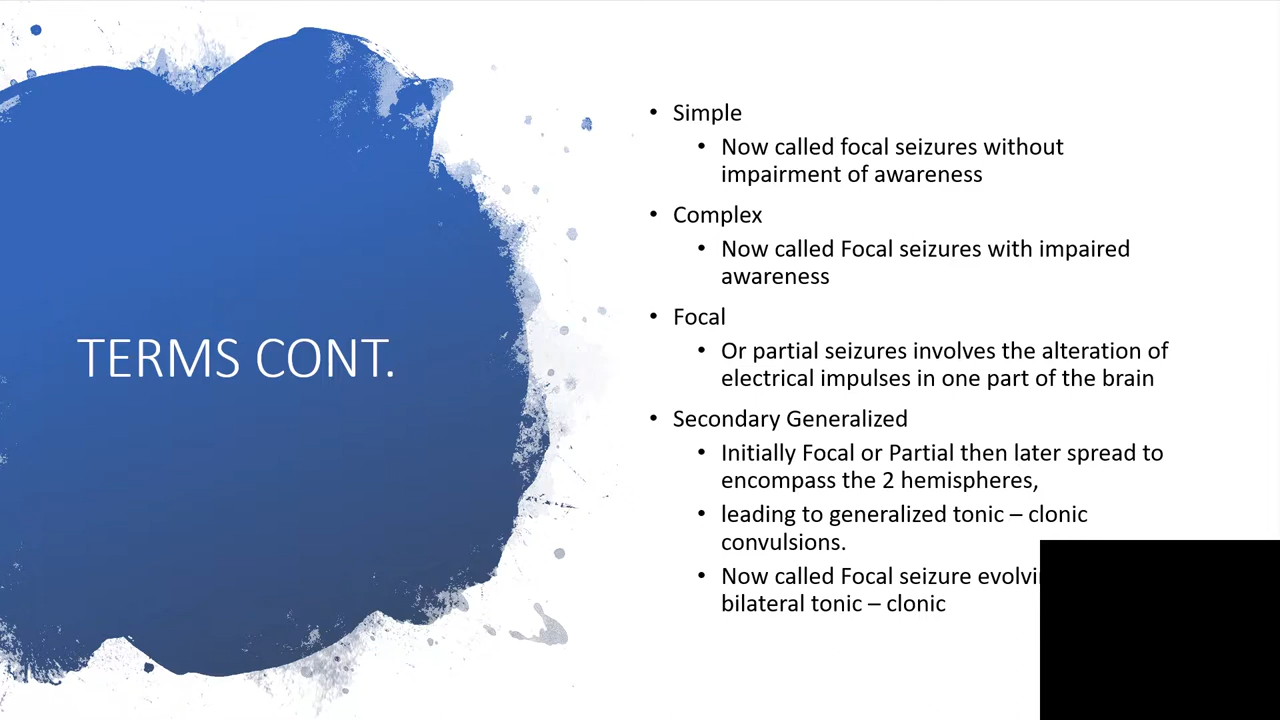 TERMS CONT.
• Simple
• Now called focal seizures without
impairment of awareness
• Complex
• Now called Focal seizures with impaired
awareness
• Focal
• Or partial seizures involves the alteration of
electrical impulses in one part of the brain
• Secondary Generalized
• Initially Focal or Partial then later spread to
encompass the 2 hemispheres,
• leading to generalized tonic – clonic
convulsions.
• Now called Focal seizure
bilateral tonic – clonic